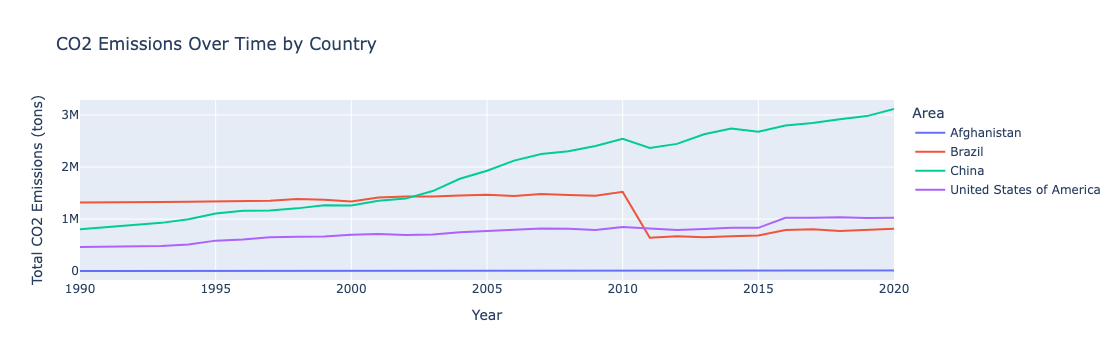 CO2 Emissions Over Time by Country
Total CO2 Emissions (tons)
3M
2M
1M
0
1990 1995 2000 2005 2010 2015 2020
Year
Area
Afghanistan
Brazil
China
United States of America